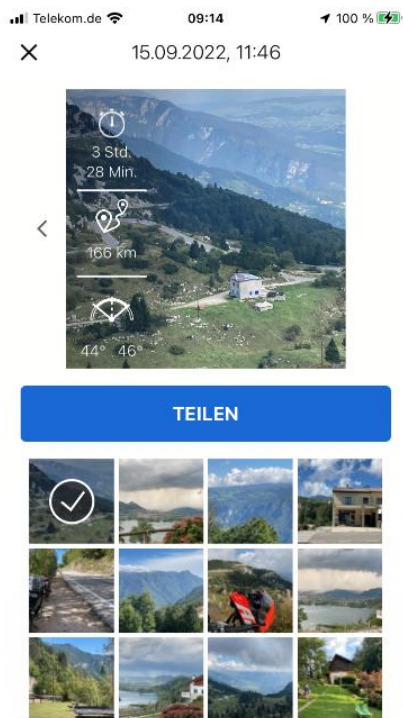 Telekom.de 09:14 100 %
15.09.2022, 11:46
3 Std.
28 Min.
166 km
44° 46°
TEILEN